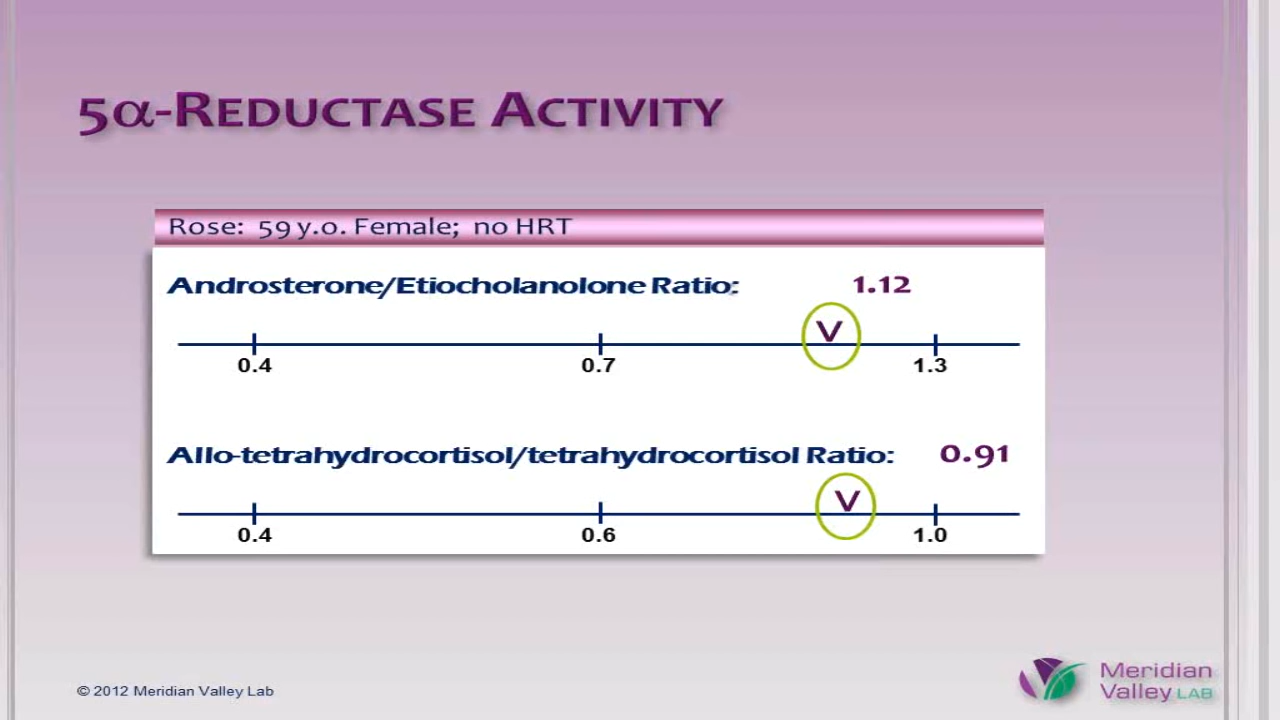 5α-REDUCTASE ACTIVITY
Rose: 59 y.o. Female; no HRT
Androsterone/Etiocholanolone Ratio: 1.12
V
0.4 0.7 1.3
Allo-tetrahydrocortisol/tetrahydrocortisol Ratio: 0.91
V
0.4 0.6 1.0
© 2012 Meridian Valley Lab
Meridian
Valley LAB